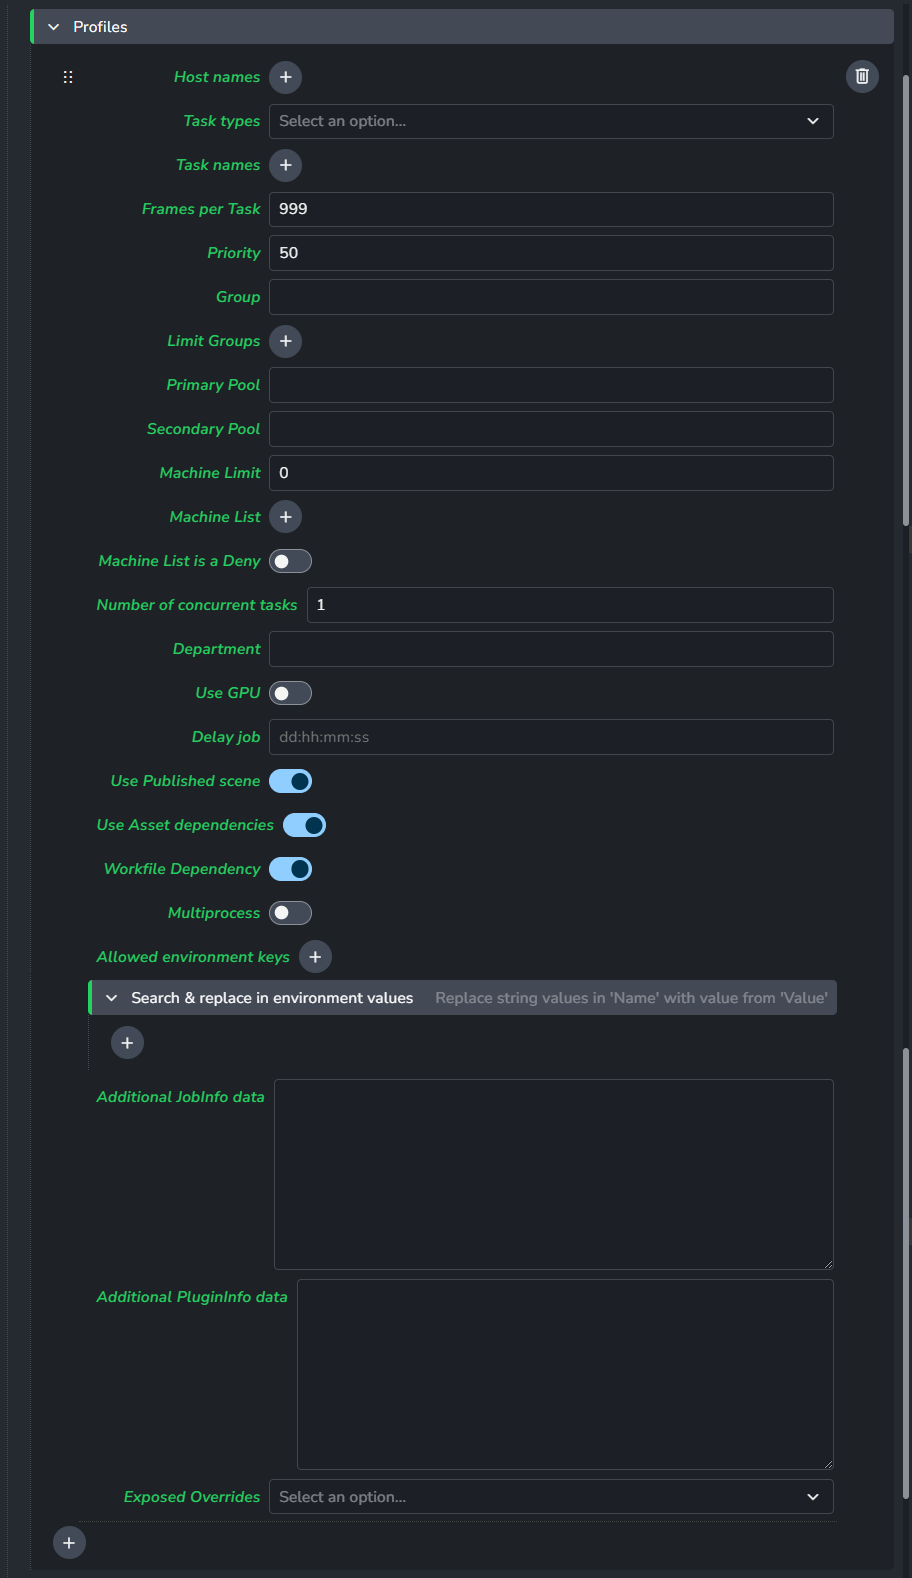 Profiles
Host names
Task types Select an option...
Task names
Frames per Task 999
Priority 50
Group
Limit Groups
Primary Pool
Secondary Pool
Machine Limit 0
Machine List
Machine List is a Deny
Number of concurrent tasks 1
Department
Use GPU
Delay job dd:hh:mm:ss
Use Published scene
Use Asset dependencies
Workfile Dependency
Multiprocess
Allowed environment keys
Search & replace in environment values Replace string values in 'Name' with value from 'Value'
Additional JobInfo data
Additional PluginInfo data
Exposed Overrides Select an option...